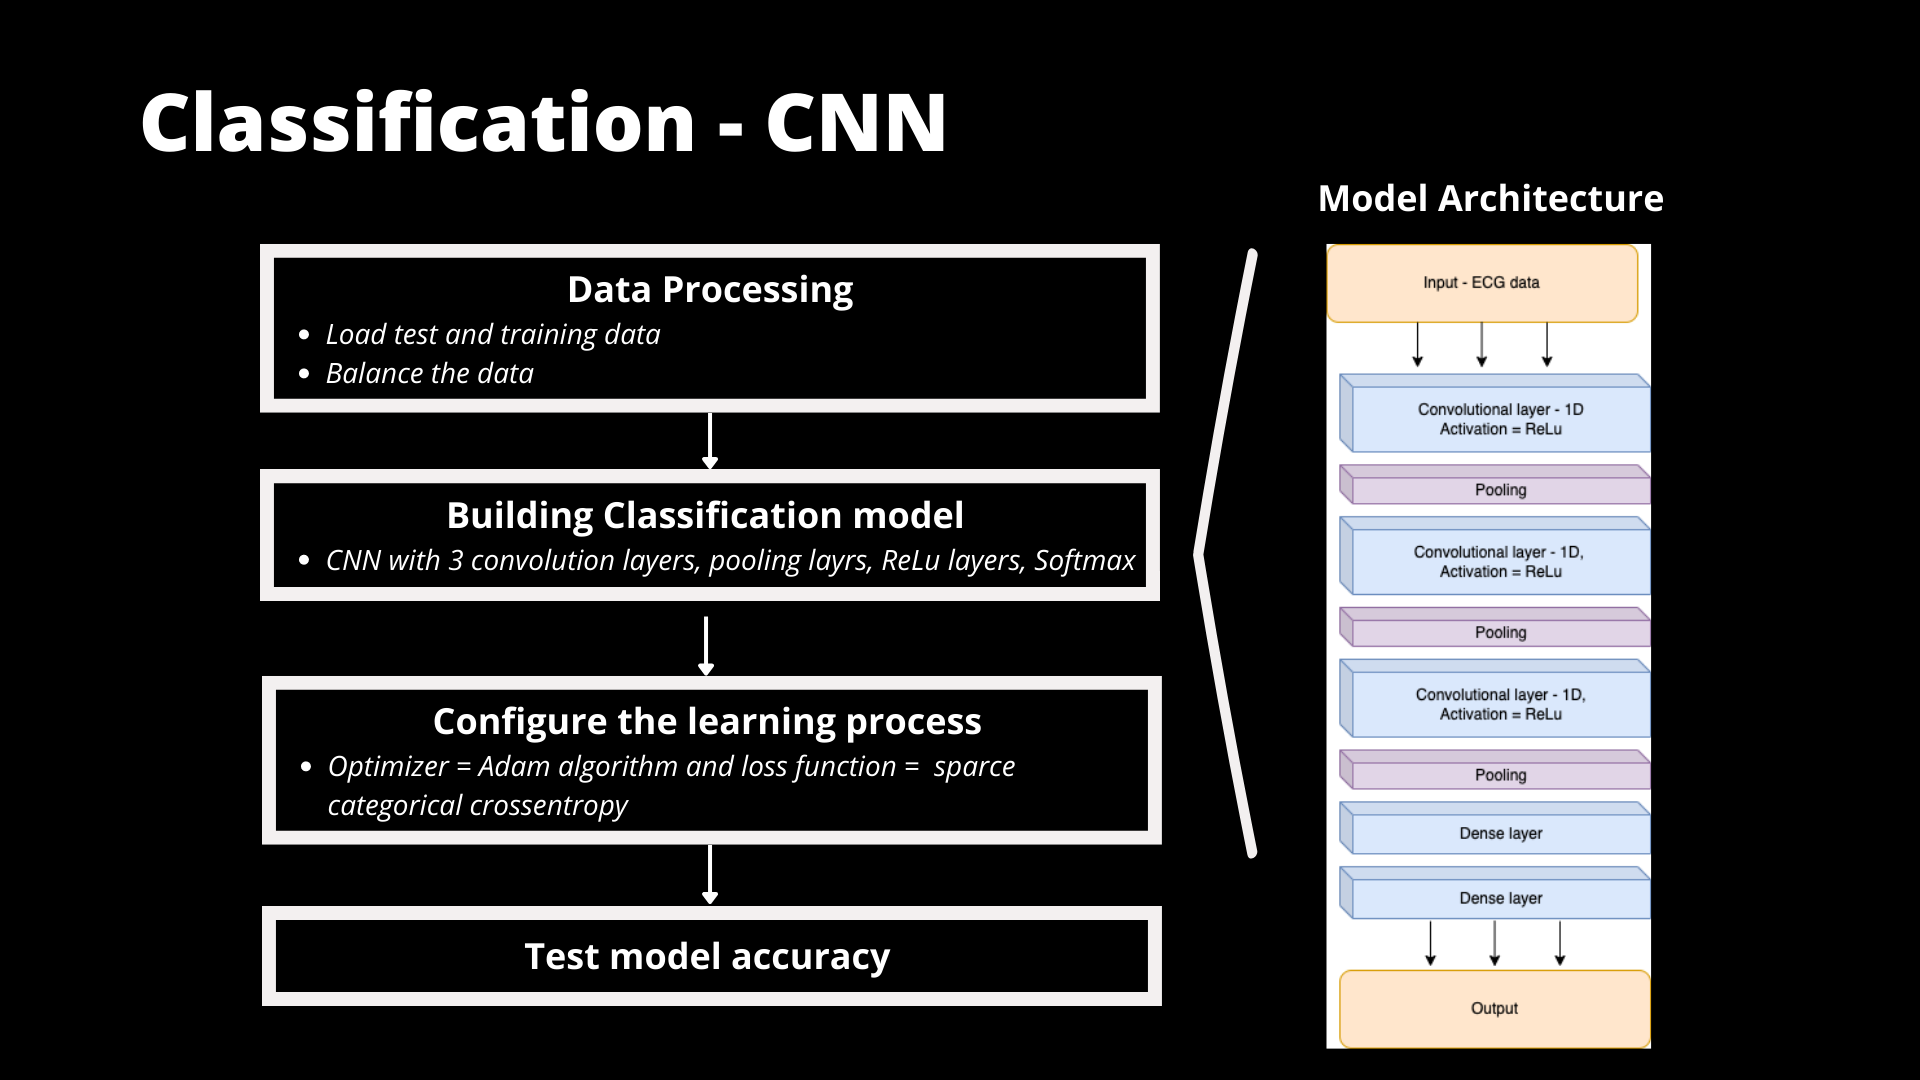 Classification - CNN
Data Processing
• Load test and training data
• Balance the data
Building Classification model
• CNN with 3 convolution layers, pooling layrs, ReLu layers, Softmax
Configure the learning process
• Optimizer = Adam algorithm and loss function =  sparce
categorical crossentropy
Test model accuracy
Model Architecture
Input - ECG data
Convolutional layer - 1D
Activation = ReLu
Pooling
Convolutional layer - 1D,
Activation = ReLu
Pooling
Convolutional layer - 1D,
Activation = ReLu
Pooling
Dense layer
Dense layer
Output